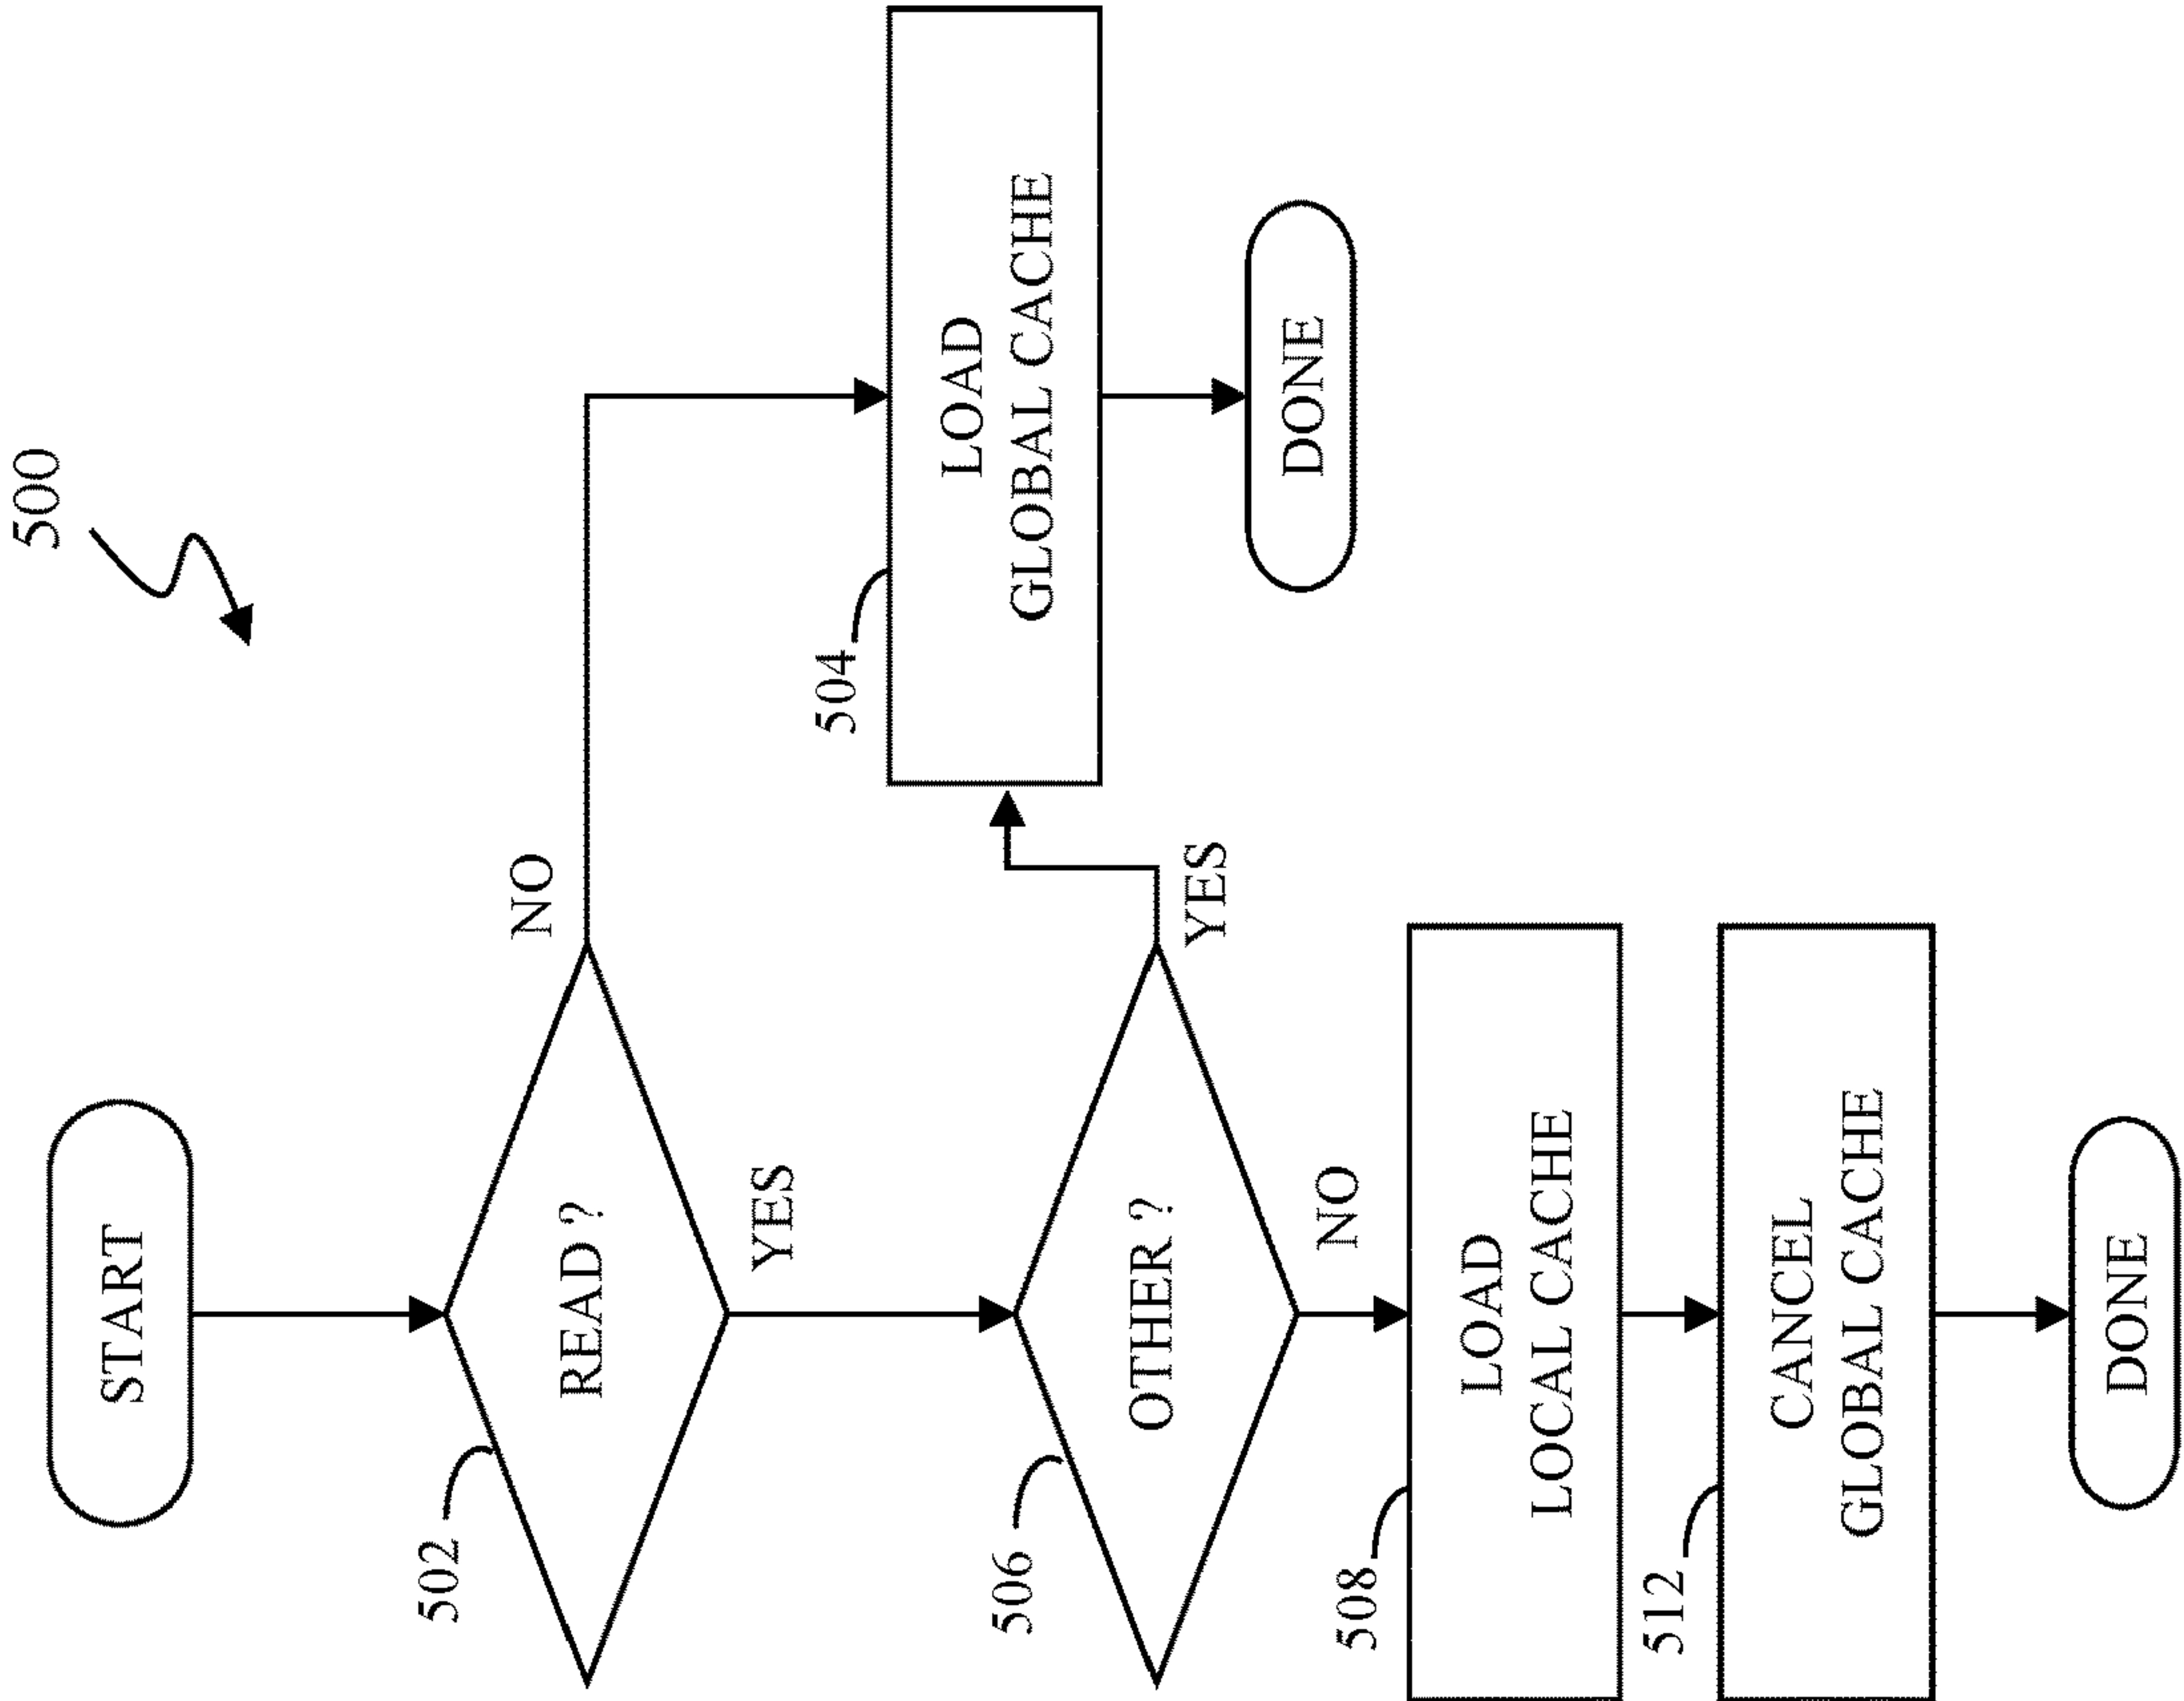 500
START
502
READ ?
NO
YES
504
LOAD
GLOBAL CACHE
DONE
506
OTHER ?
YES
NO
508
LOAD
LOCAL CACHE
512
CANCEL
GLOBAL CACHE
DONE